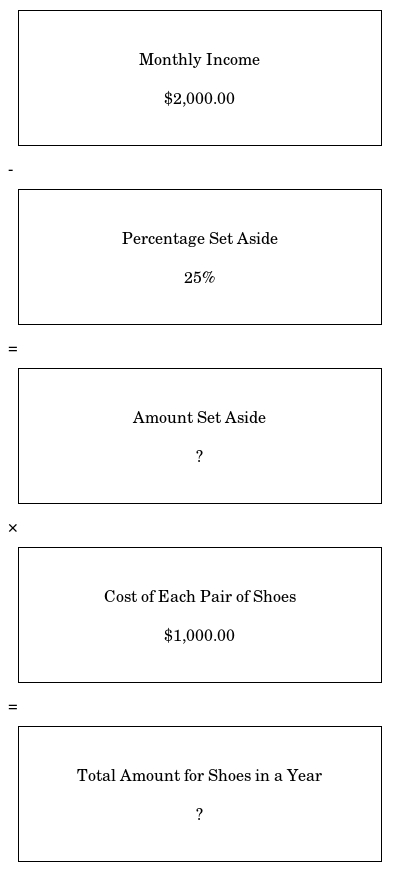 Monthly Income
$2,000.00
-
Percentage Set Aside
25%
=
Amount Set Aside
?
×
Cost of Each Pair of Shoes
$1,000.00
=
Total Amount for Shoes in a Year
?